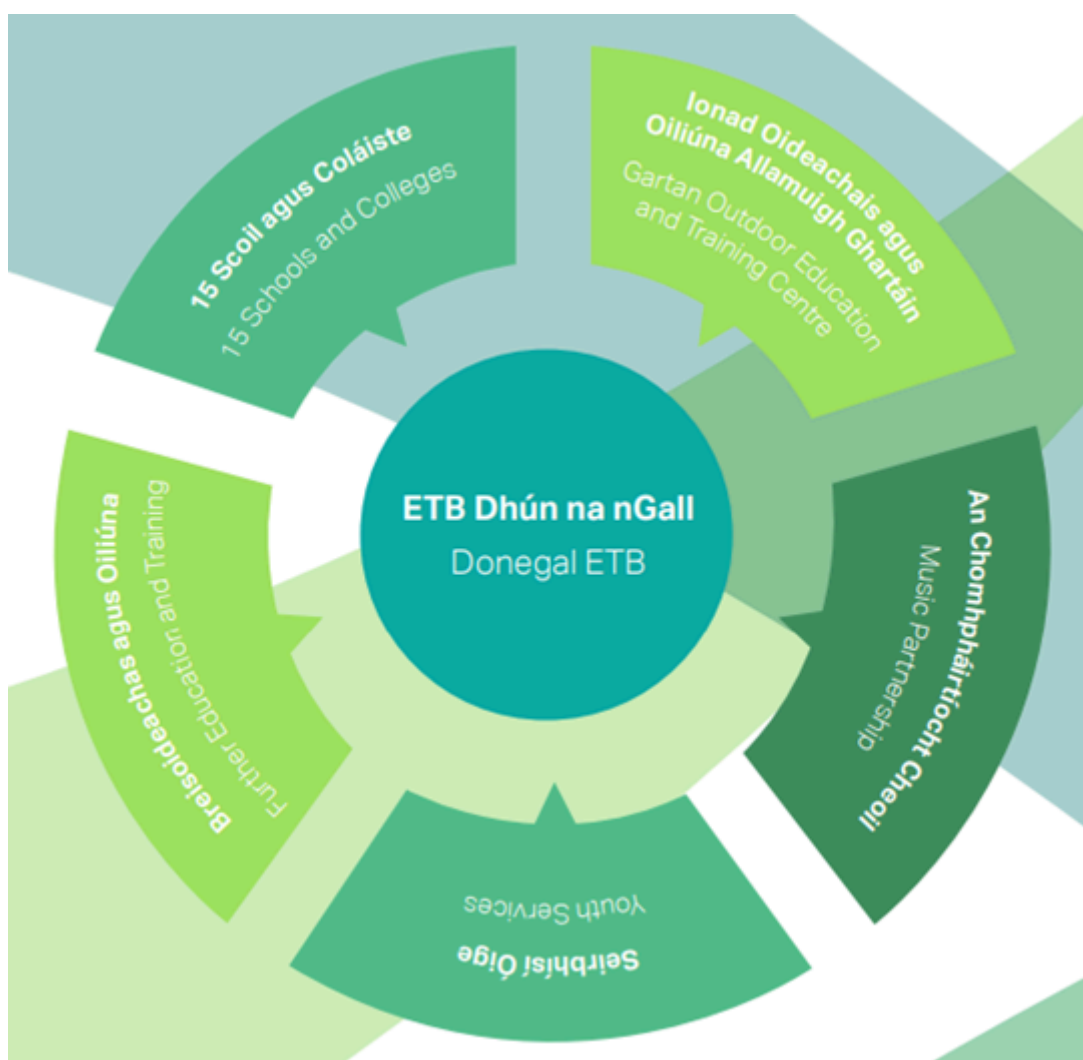 15 Scoil agus Coláiste
15 Schools and Colleges
Ionad Oideachais agus
Oiliúna Allamuigh Ghartáin
Gartan Outdoor Education
and Training Centre
An Chomhpháirtíocht Cheoil
Music Partnership
Seirbhísí Óige
Youth Services
Breisoideachas agus Oiliúna
Further Education and Training
ETB Dhún na nGall
Donegal ETB